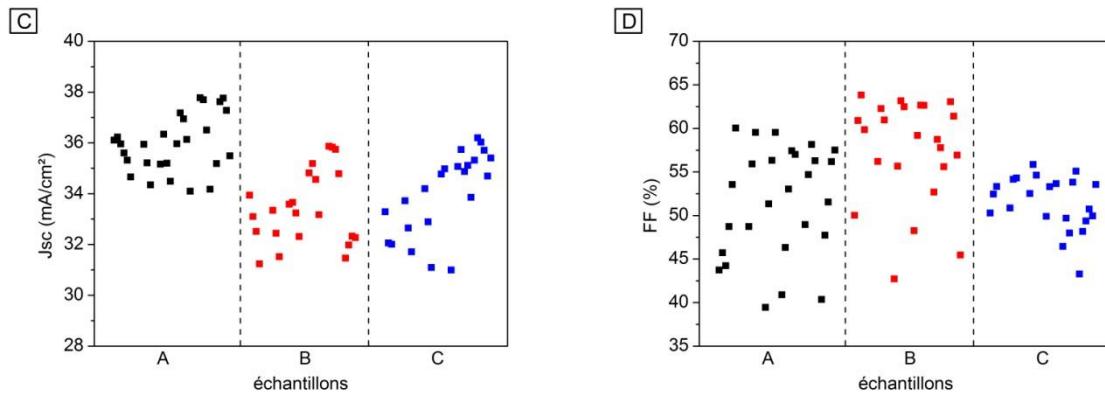 C
Jsc (mA/cm²)
40
38
36
34
32
31
28
A
B
C
échantillons
D
FF (%)
70
65
60
55
50
45
40
35
A
B
C
échantillons